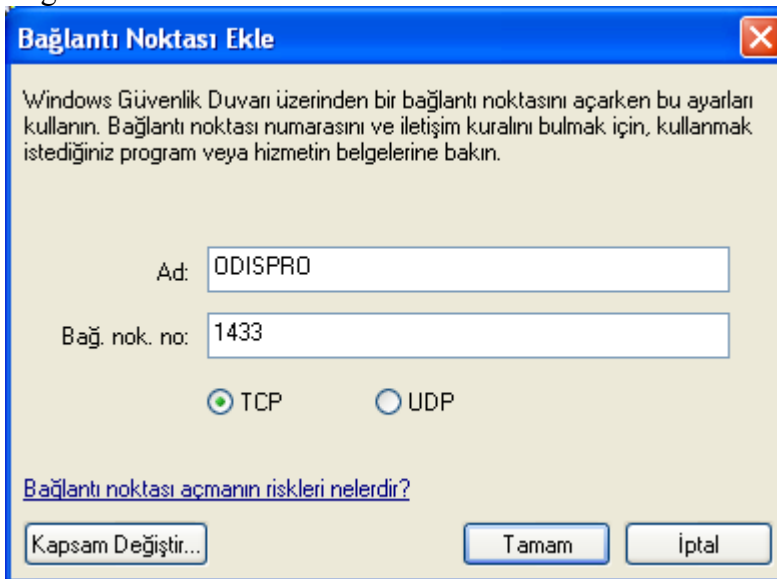 Bağlantı Noktası Ekle
Windows Güvenlik Duvarı üzerinden bir bağlantı noktasını açarken bu ayarları
kullanın. Bağlantı noktası numarasını ve iletişim kuralını bulmak için, kullanmak
istediğiniz program veya hizmetin belgelerine bakın.
Ad: ODISPRO
Bağ. nok. no: 1433
TCP UDP
Bağlantı noktası açmanın riskleri nelerdir?
Kapsam Değiştir... Tamam İptal